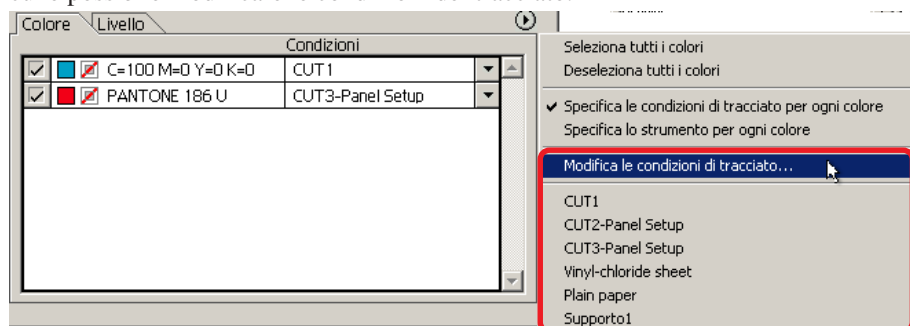 Colore Livello
Condizioni
C=100 M=0 Y=0 K=0 CUT1
PANTONE 186 U CUT3-Panel Setup
Seleziona tutti i colori
Deseleziona tutti i colori
Specifica le condizioni di tracciato per ogni colore
Specifica lo strumento per ogni colore
Modifica le condizioni di tracciato...
CUT1
CUT2-Panel Setup
CUT3-Panel Setup
Vinyl-chloride sheet
Plain paper
Supporto1